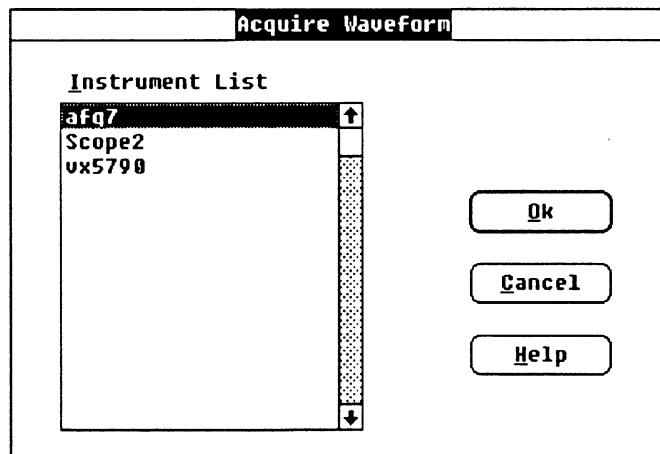 Acquire Waveform
Instrument List
afq7
Scope2
vx5790
Ok
Cancel
Help